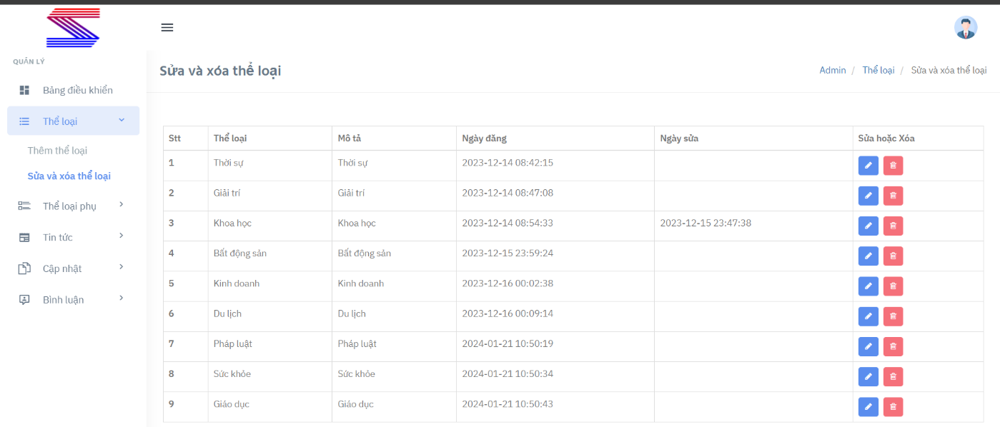 QUẢN LÝ
Bảng điều khiển
Thể loại
Thêm thể loại
Sửa và xóa thể loại
Thể loại phụ
Tin tức
Cập nhật
Bình luận
Sửa và xóa thể loại
Admin / Thể loại / Sửa và xóa thể loại
Stt Thể loại Mô tả Ngày đăng Ngày sửa Sửa hoặc Xóa
1 Thời sự Thời sự 2023-12-14 08:42:15
2 Giải trí Giải trí 2023-12-14 08:47:08
3 Khoa học Khoa học 2023-12-14 08:54:33 2023-12-15 23:47:38
4 Bất động sản Bất động sản 2023-12-15 23:59:24
5 Kinh doanh Kinh doanh 2023-12-16 00:02:38
6 Du lịch Du lịch 2023-12-16 00:09:14
7 Pháp luật Pháp luật 2024-01-21 10:50:19
8 Sức khỏe Sức khỏe 2024-01-21 10:50:34
9 Giáo dục Giáo dục 2024-01-21 10:50:43